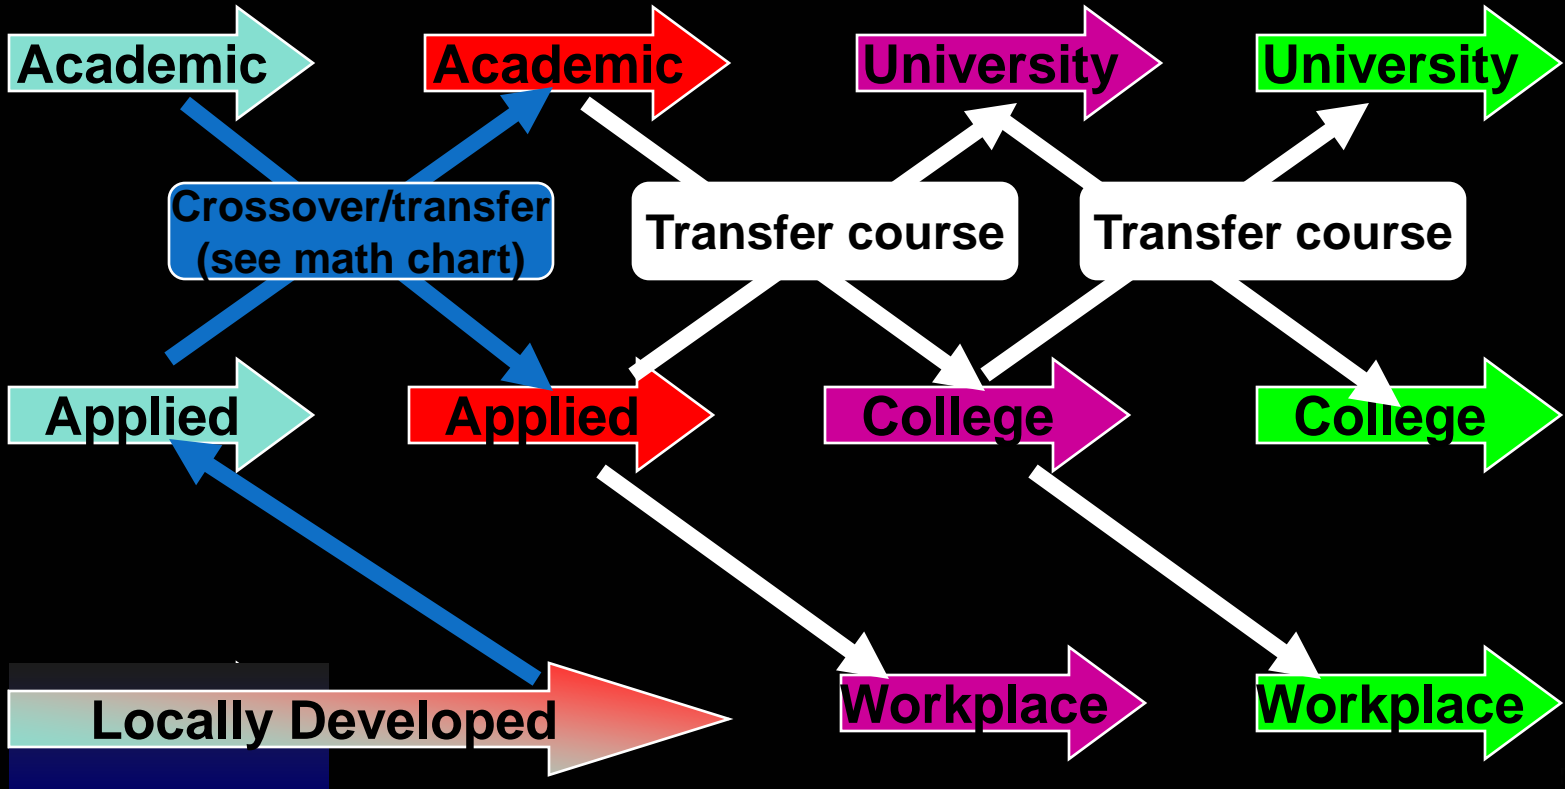 Academic
Academic
University
University
Crossover/transfer
(see math chart)
Transfer course
Transfer course
Applied
Applied
College
College
Locally Developed
Workplace
Workplace